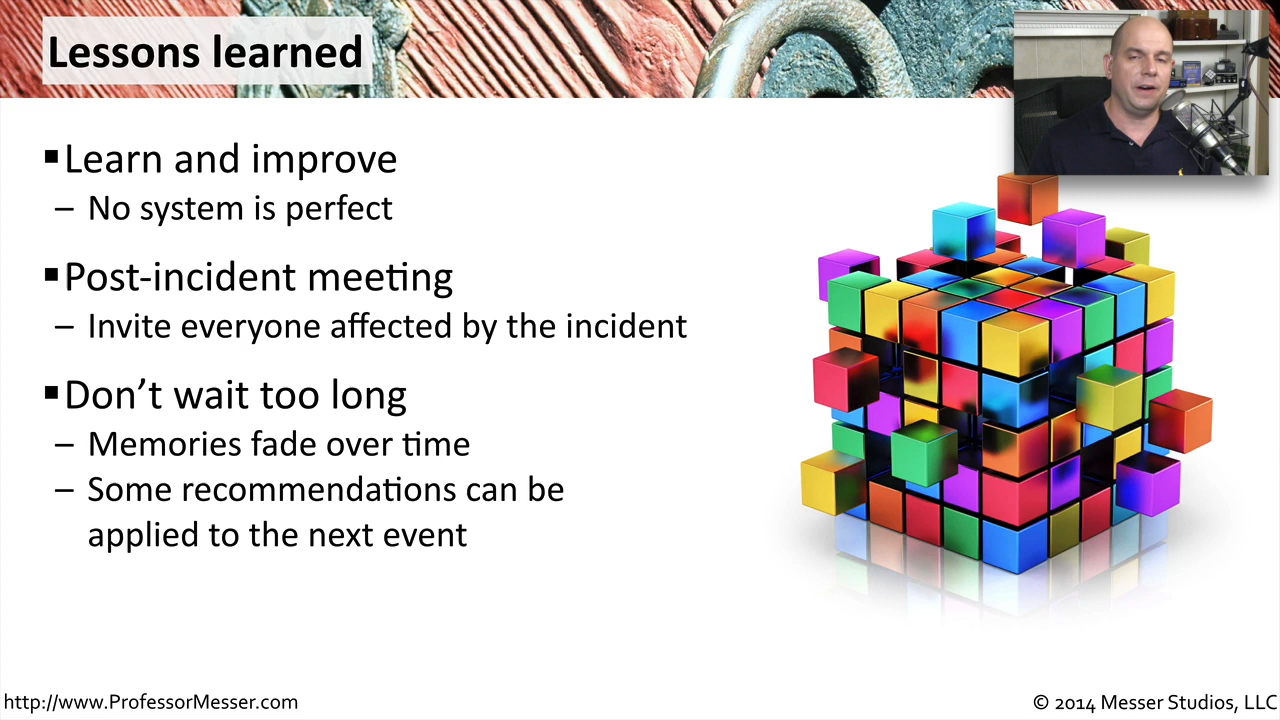 Lessons learned
▪Learn and improve
– No system is perfect
▪Post-incident meeting
– Invite everyone affected by the incident
▪Don’t wait too long
– Memories fade over time
– Some recommendations can be
applied to the next event
http://www.ProfessorMesser.com
© 2014 Messer Studios, LLC